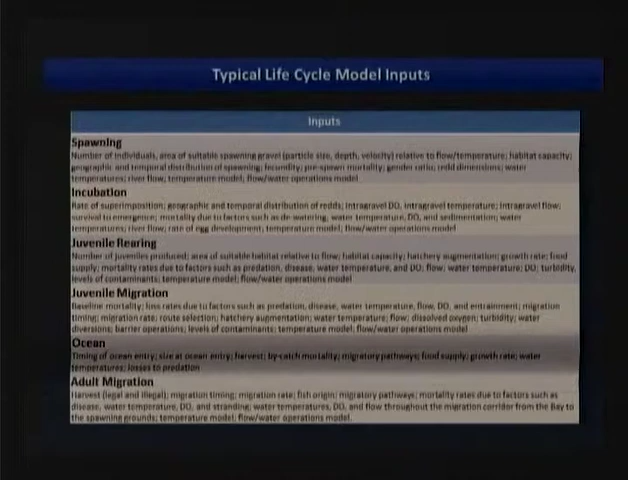 Typical Life Cycle Model Inputs
Inputs
Spawning
Number of individuals, area of suitable spawning gravel (particle size, depth, velocity) relative to flow/temperature; habitat capacity;
geographic and temporal distribution of spawning; fecundity; pre-spawn mortality; gender ratio; redd dimensions; water
temperatures; river flow, temperature model; flow/water operations model
Incubation
Rate of superimposition; geographic and temporal distribution of redds; intragravel DO, intragravel temperature; intragravel flow;
survival to emergence; mortality due to factors such as de-watering, water temperature, DO, and sedimentation; water
temperatures; river flow; rate of egg development; temperature model; flow/water operations model
Juvenile Rearing
Number of juveniles produced; area of suitable habitat relative to flow; habitat capacity; hatchery augmentation; growth rate; food
supply; mortality rates due to factors such as predation, disease, water temperature, and DO; flow; water temperature; DO; turbidity,
levels of contaminants; temperature model; flow/water operations model
Juvenile Migration
Baseline mortality; loss rates due to factors such as predation, disease, water temperature, flow, DO, and entrainment; migration
timing; migration rate; route selection; hatchery augmentation; water temperature; flow; dissolved oxygen; turbidity; water
diversions; barrier operations; levels of contaminants; temperature model; flow/water operations model
Ocean
Timing of ocean entry; size at ocean entry; harvest; by-catch mortality; migratory pathways; food supply; growth rate; water
temperatures; losses to predation
Adult Migration
Harvest (legal and illegal); migration timing; migration rate; fish origin; migratory pathways; mortality rates due to factors such as
disease, water temperature, DO, and stranding; water temperatures, DO, and flow throughout the migration corridor from the Bay to
the spawning grounds; temperature model; flow/water operations model.